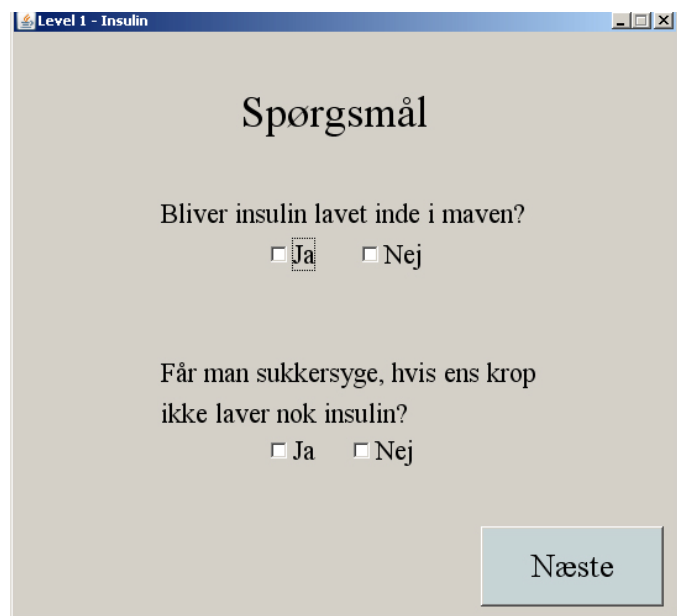 Level 1 - Insulin
Spørgsmål
Bliver insulin lavet inde i maven?
Ja Nej
Får man sukkersyge, hvis ens krop
ikke laver nok insulin?
Ja Nej
Næste